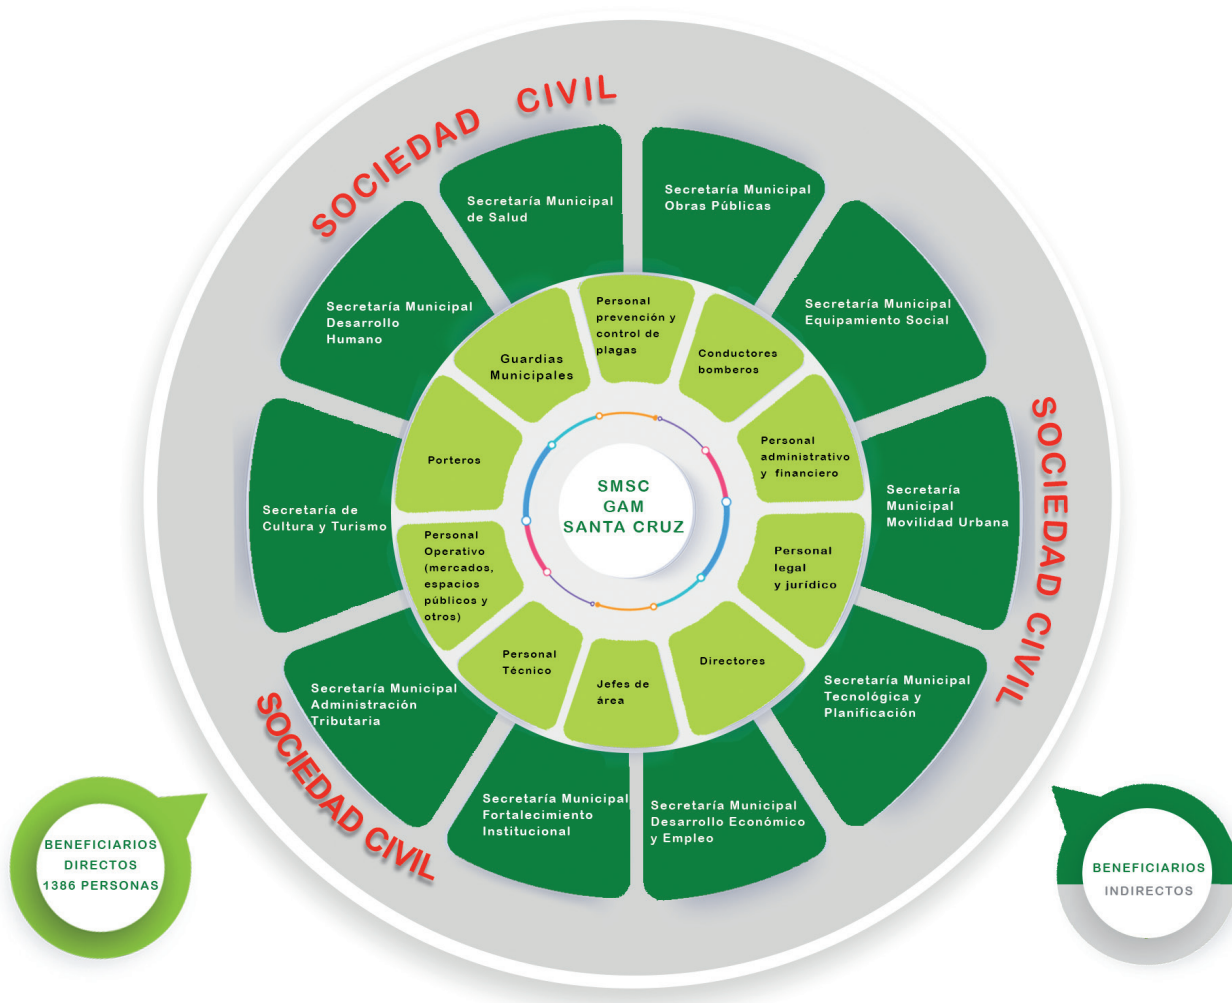 SOCIEDAD CIVIL
Secretaría Municipal
de Salud
Secretaría Municipal
Obras Públicas
Secretaría Municipal
Equipamiento Social
Secretaría
Municipal
Movilidad Urbana
Secretaría Municipal
Tecnológica y
Planificación
Secretaría Municipal
Desarrollo Económico
y Empleo
Secretaría Municipal
Fortalecimiento
Institucional
Secretaría Municipal
Administración
Tributaria
Secretaría de
Cultura y Turismo
Secretaría Municipal
Desarrollo
Humano
Personal
prevención y
control de
plagas
Conductores
bomberos
Personal
administrativo
y financiero
Personal
legal
y jurídico
Directores
Jefes de
área
Personal
Técnico
Personal
Operativo
(mercados,
espacios
públicos y
otros)
Porteros
Guardias
Municipales
SMSC
GAM
SANTA CRUZ
SOCIEDAD CIVIL
SOCIEDAD CIVIL
BENEFICIARIOS
DIRECTOS
1386 PERSONAS
BENEFICIARIOS
INDIRECTOS